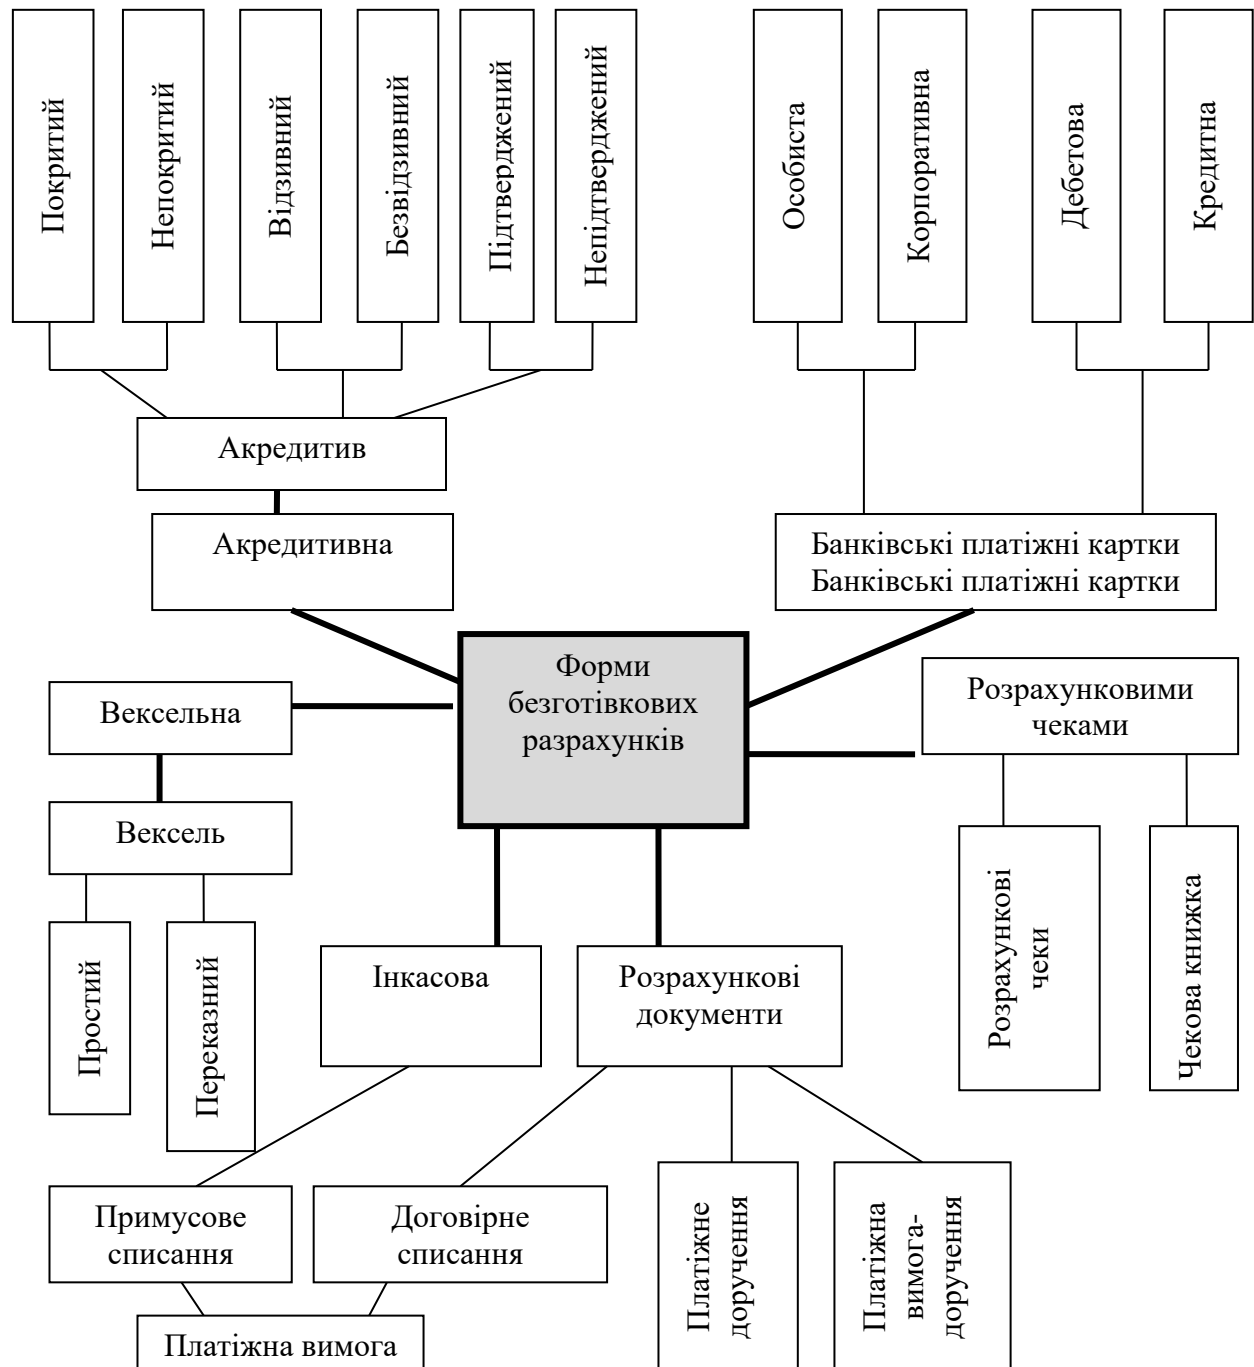 Покритий
Непокритий
Відзивний
Безвідзивний
Підтверджений
Непідтверджений
Особиста
Корпоративна
Дебетова
Кредитна
Акредитив
Акредитивна
Банківські платіжні картки
Банківські платіжні картки
Форми
безготівкових
разрахунків
Вексельна
Розрахунковими
чеками
Вексель
Розрахункові
чеки
Чекова книжка
Простий
Переказний
Інкасова
Розрахункові
документи
Примусове
списання
Договірне
списання
Платіжне
доручення
Платіжна
вимога-
доручення
Платіжна вимога